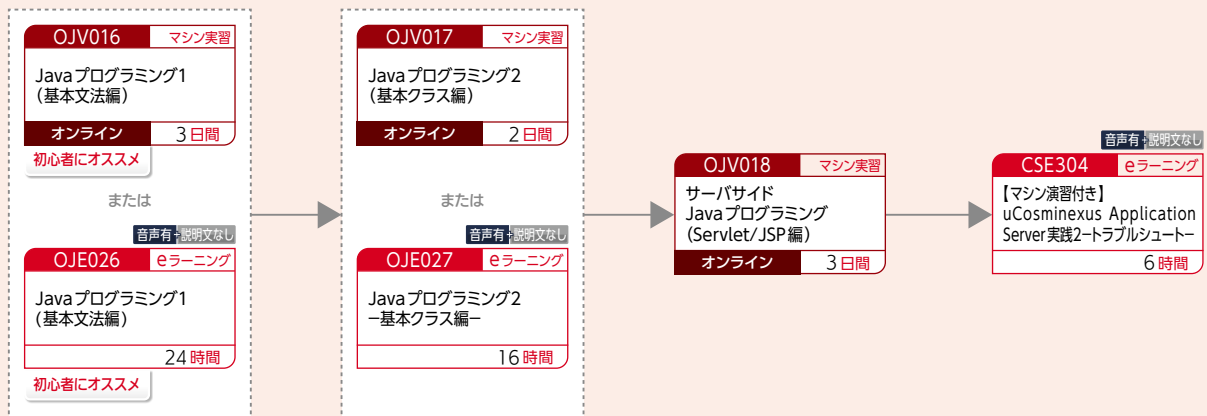 OJV016 マシン実習
Javaプログラミング1
(基本文法編)
オンライン 3日間
初心者にオススメ
または
音声有+説明文なし
OJE026 eラーニング
Javaプログラミング1
(基本文法編)
24時間
初心者にオススメ
OJV017 マシン実習
Javaプログラミング2
(基本クラス編)
オンライン 2日間
または
音声有+説明文なし
OJE027 eラーニング
Javaプログラミング2
−基本クラス編−
16時間
OJV018 マシン実習
サーバサイド
Javaプログラミング
(Servlet/JSP編)
オンライン 3日間
音声有+説明文なし
CSE304 eラーニング
【マシン演習付き】
uCosminexus Application
Server実践2−トラブルシュート−
6時間